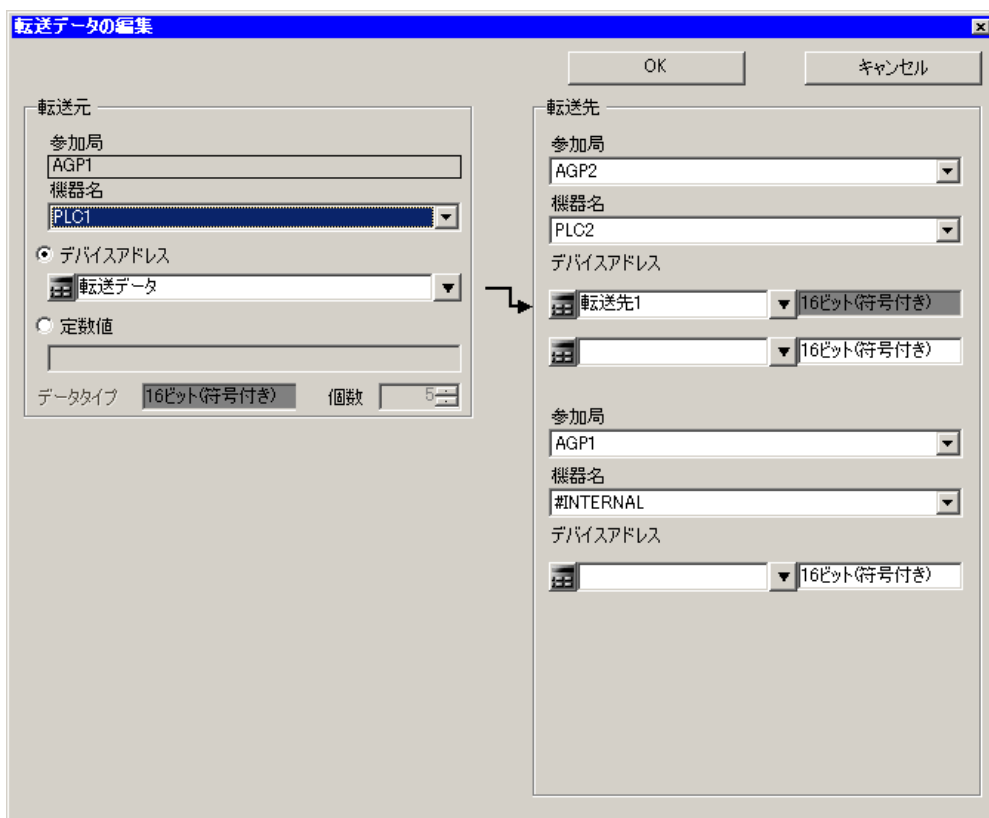 転送データの編集
OK
キャンセル
転送元
参加局
AGP1
機器名
PLC1
デバイスアドレス
転送データ
定数値
データタイプ
16ビット(符号付き)
個数
5
転送先
参加局
AGP2
機器名
PLC2
デバイスアドレス
転送先1
16ビット(符号付き)
16ビット(符号付き)
参加局
AGP1
機器名
#INTERNAL
デバイスアドレス
16ビット(符号付き)